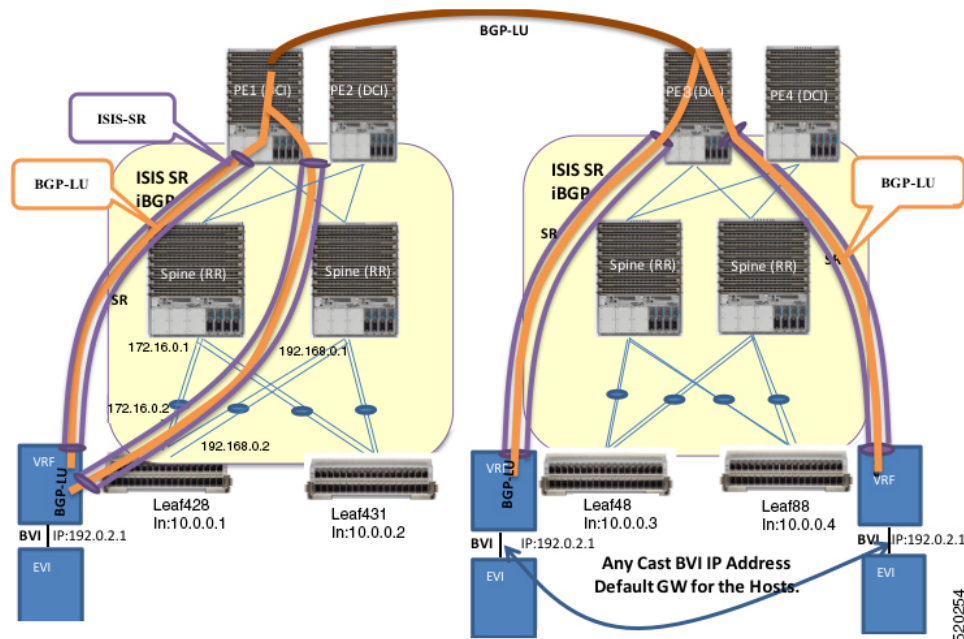 BGP-LU
PE1 (DCI)
PE2 (DCI)
PE3 (DCI)
PE4 (DCI)
ISIS-SR
BGP-LU
ISIS SR
iBGP
SR
Spine (RR)
Spine (RR)
172.16.0.1
192.168.0.1
172.16.0.2
192.168.0.2
ISIS SR
iBGP
SR
SR
BGP-LU
Spine (RR)
Spine (RR)
VRF
BGP-LU
Leaf428
In:10.0.0.1
Leaf431
In:10.0.0.2
BVI
IP:192.0.2.1
EVI
VRF
BGP-LU
Leaf48
In:10.0.0.3
Leaf88
In:10.0.0.4
VRF
BVI
IP:192.0.2.1
EVI
Any Cast BVI IP Address
Default GW for the Hosts.
BVI
IP:192.0.2.1
EVI
520254